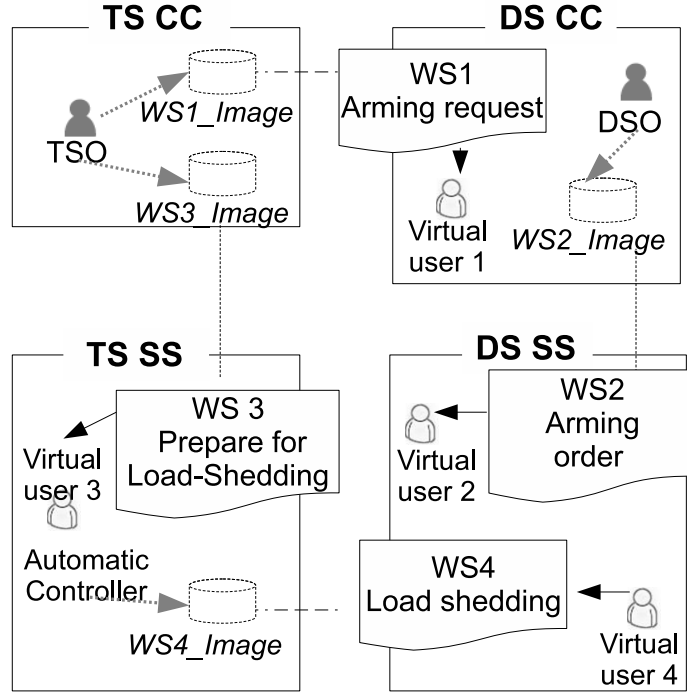 TS CC
WS1_Image
TSO
WS3_Image
DS CC
WS1
Arming request
DSO
Virtual
user 1
WS2_Image
TS SS
WS 3
Prepare for
Load-Shedding
Virtual
user 3
Automatic
Controller
WS4_Image
DS SS
WS2
Arming
order
Virtual
user 2
WS4
Load shedding
Virtual
user 4